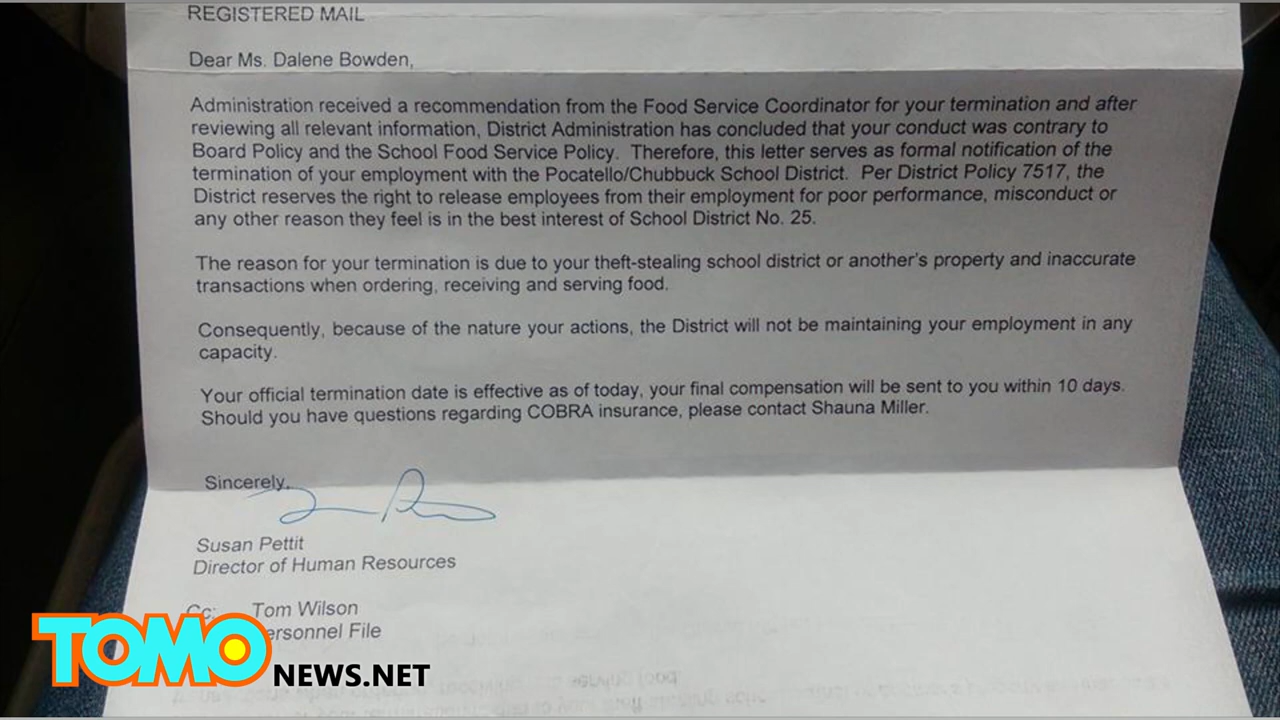 REGISTERED MAIL
Dear Ms. Dalene Bowden,
Administration received a recommendation from the Food Service Coordinator for your termination and after
reviewing all relevant information, District Administration has concluded that your conduct was contrary to
Board Policy and the School Food Service Policy. Therefore, this letter serves as formal notification of the
termination of your employment with the Pocatello/Chubbuck School District. Per District Policy 7517, the
District reserves the right to release employees from their employment for poor performance, misconduct or
any other reason they feel is in the best interest of School District No. 25.
The reason for your termination is due to your theft-stealing school district or another's property and inaccurate
transactions when ordering, receiving and serving food.
Consequently, because of the nature your actions, the District will not be maintaining your employment in any
capacity.
Your official termination date is effective as of today, your final compensation will be sent to you within 10 days.
Should you have questions regarding COBRA insurance, please contact Shauna Miller.
Sincerely,
Susan Pettit
Director of Human Resources
Cc: Tom Wilson
ersonnel File
TOMO
NEWS.NET